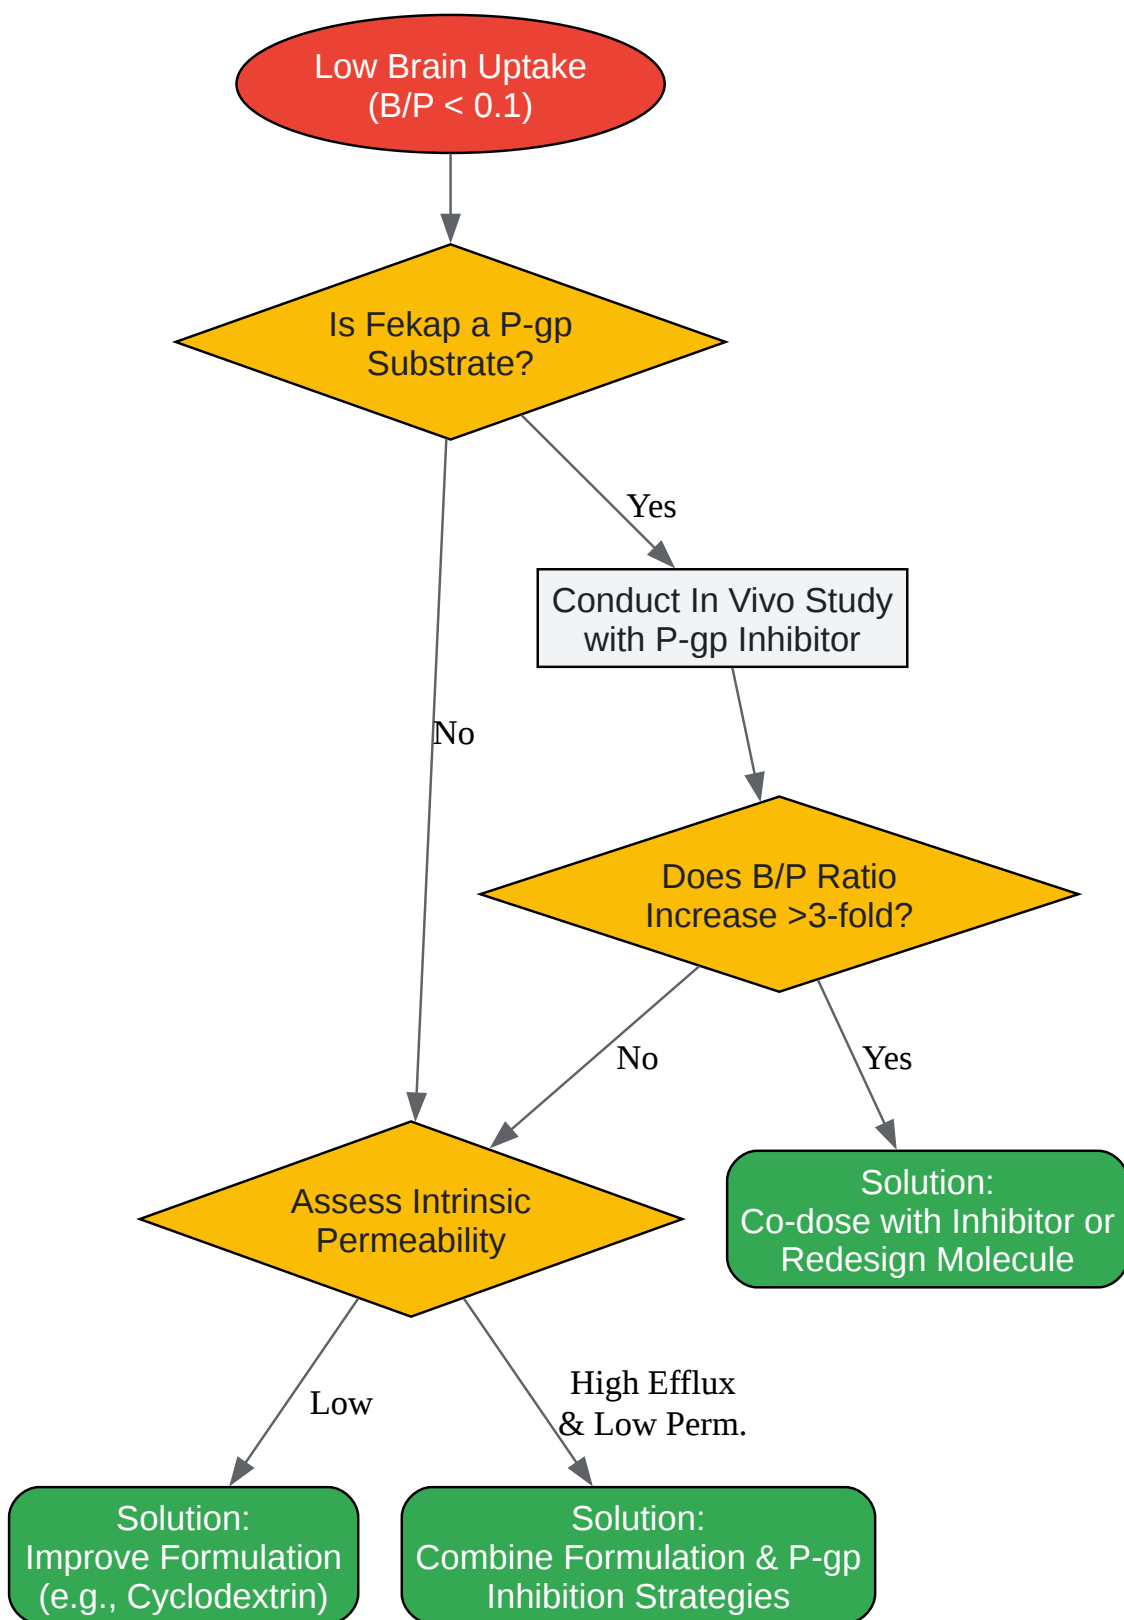 Low Brain Uptake
(B/P < 0.1)
Is Fekap a P-gp
Substrate?
Yes
Conduct In Vivo Study
with P-gp Inhibitor
No
Does B/P Ratio
Increase >3-fold?
No
Yes
Assess Intrinsic
Permeability
Solution:
Co-dose with Inhibitor or
Redesign Molecule
Low
High Efflux
& Low Perm.
Solution:
Improve Formulation
(e.g., Cyclodextrin)
Solution:
Combine Formulation & P-gp
Inhibition Strategies